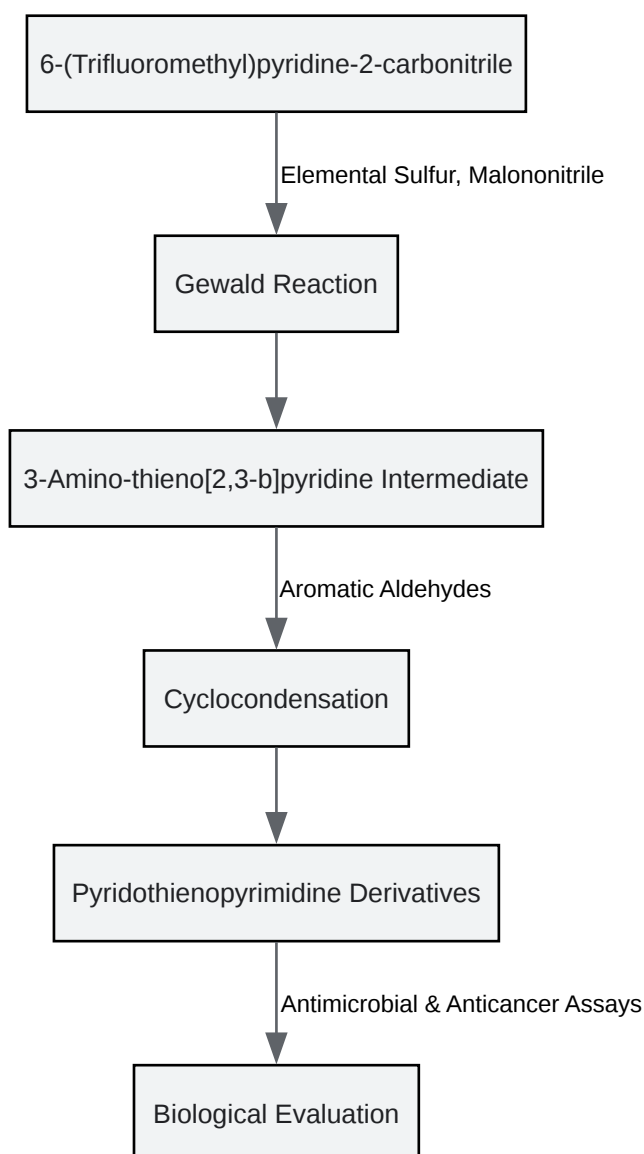 6-(Trifluoromethyl)pyridine-2-carbonitrile
Elemental Sulfur, Malononitrile
Gewald Reaction
3-Amino-thieno[2,3-b]pyridine Intermediate
Aromatic Aldehydes
Cyclocondensation
Pyridothienopyrimidine Derivatives
Antimicrobial & Anticancer Assays
Biological Evaluation